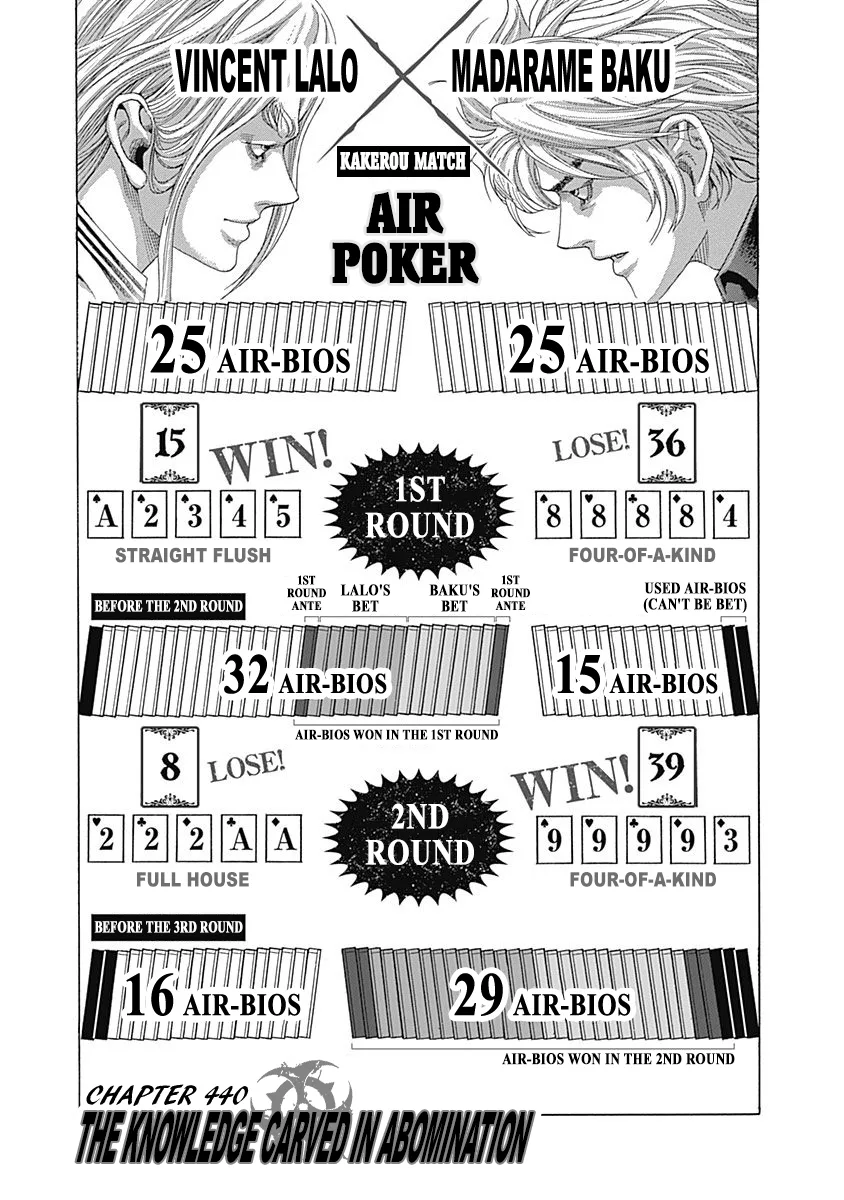 VINCENT LALO
MADARAME BAKU
KAKEROU MATCH
AIR
POKER
25 AIR-BIOS
25 AIR-BIOS
15
WIN!
LOSE!
36
1ST
ROUND
A 2 3 4 5
8 8 8 8 4
STRAIGHT FLUSH
FOUR-OF-A-KIND
BEFORE THE 2ND ROUND
1ST
ROUND
ANTE
LALO'S
BET
BAKU'S
BET
1ST
ROUND
ANTE
USED AIR-BIOS
(CAN'T BE BET)
32 AIR-BIOS
15 AIR-BIOS
AIR-BIOS WON IN THE 1ST ROUND
8
LOSE!
WIN!
39
2ND
ROUND
2 2 2 A A
9 9 9 9 3
FULL HOUSE
FOUR-OF-A-KIND
BEFORE THE 3RD ROUND
16 AIR-BIOS
29 AIR-BIOS
AIR-BIOS WON IN THE 2ND ROUND
CHAPTER 440
THE KNOWLEDGE CARVED IN ABOMINATION